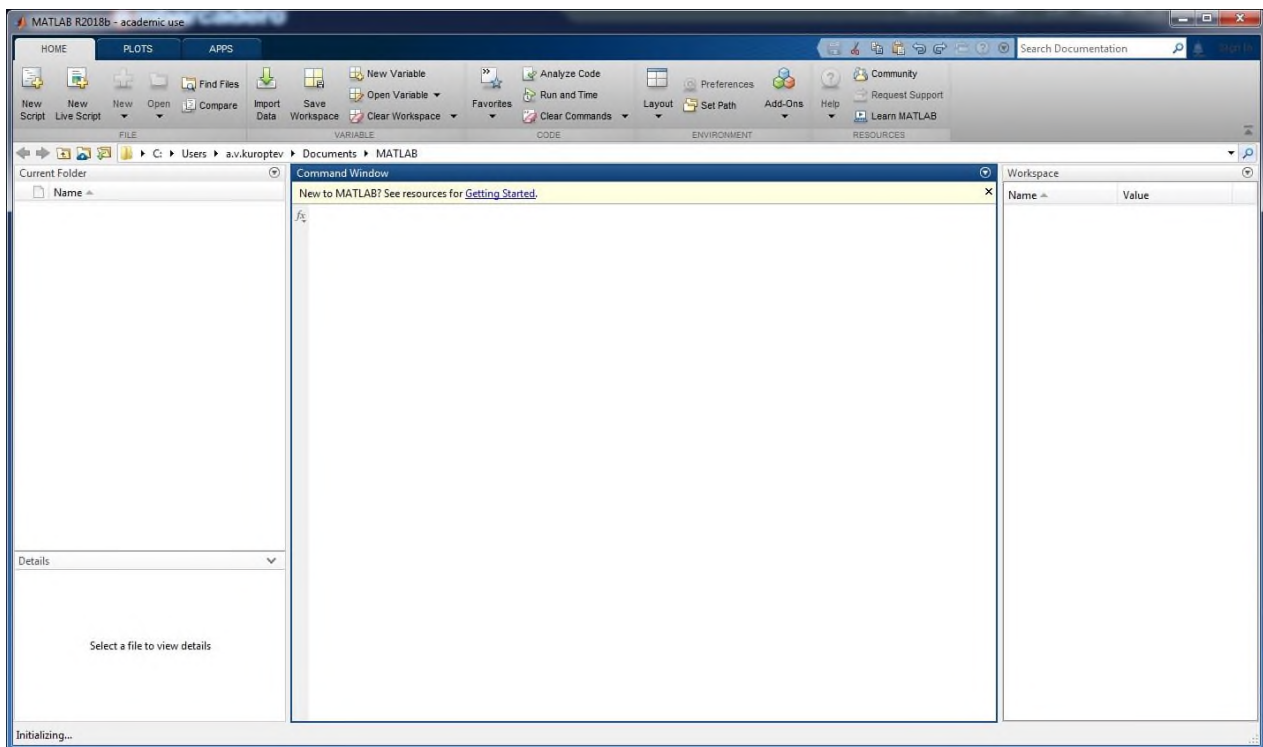 MATLAB R2018b - academic use
HOME PLOTS APPS
Search Documentation
Sign In
New Script
New Live Script
New
Open
Find Files
Compare
Import Data
Save Workspace
New Variable
Open Variable
Clear Workspace
Favorites
Analyze Code
Run and Time
Clear Commands
Layout
Preferences
Set Path
Add-Ons
Help
Community
Request Support
Learn MATLAB
FILE VARIABLE CODE ENVIRONMENT RESOURCES
C: Users a.v.kuroptev Documents MATLAB
Current Folder
Name
Command Window
New to MATLAB? See resources for Getting Started.
fx
Workspace
Name Value
Details
Select a file to view details
Initializing...